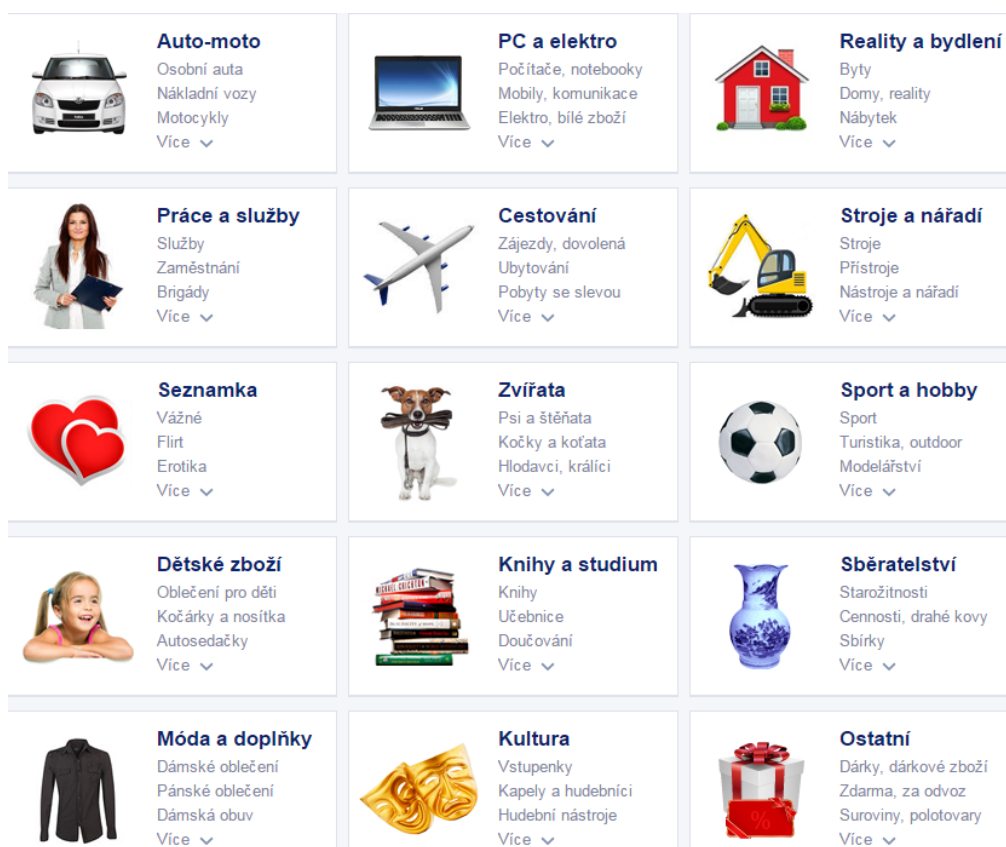 Auto-moto
Osobní auta
Nákladní vozy
Motocykly
Více
PC a elektro
Počítače, notebooky
Mobily, komunikace
Elektro, bílé zboží
Více
Reality a bydlení
Byty
Domy, reality
Nábytek
Více
Práce a služby
Služby
Zaměstnání
Brigády
Více
Cestování
Zájezdy, dovolená
Ubytování
Pobyty se slevou
Více
Stroje a nářadí
Stroje
Přístroje
Nástroje a nářadí
Více
Seznamka
Vážné
Flirt
Erotika
Více
Zvířata
Psi a štěňata
Kočky a koťata
Hlodavci, králíci
Více
Sport a hobby
Sport
Turistika, outdoor
Modelářství
Více
Dětské zboží
Oblečení pro děti
Kočárky a nosítka
Autosedačky
Více
MICHAEL CRICHTON
Knihy a studium
Knihy
Učebnice
Doučování
Více
Sběratelství
Starožitnosti
Cennosti, drahé kovy
Sbírky
Více
Móda a doplňky
Dámské oblečení
Pánské oblečení
Dámská obuv
Více
Kultura
Vstupenky
Kapely a hudebníci
Hudební nástroje
Více
%
Ostatní
Dárky, dárkové zboží
Zdarma, za odvoz
Suroviny, polotovary
Více